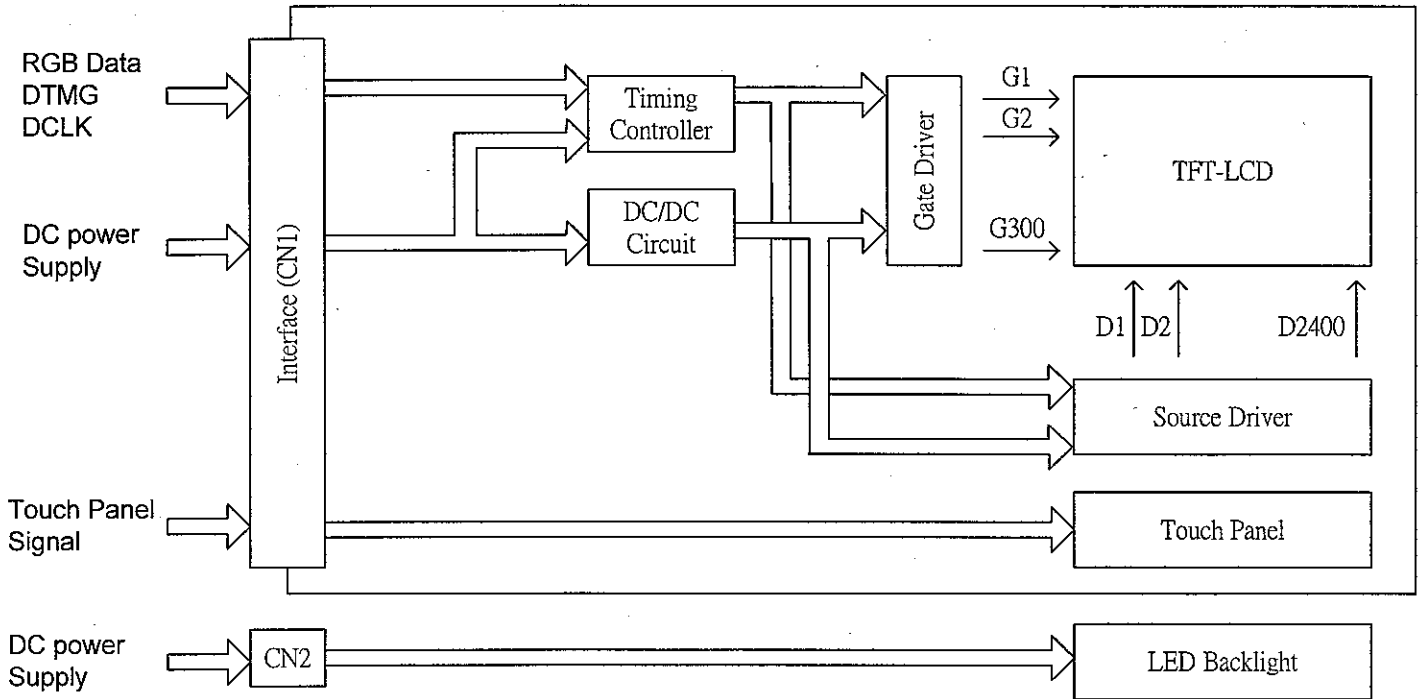 RGB Data
DTMG
DCLK
DC power
Supply
Touch Panel
Signal
DC power
Supply
Interface (CN1)
CN2
Timing
Controller
DC/DC
Circuit
Gate Driver
G1
G2
G300
TFT-LCD
D1
D2
D2400
Source Driver
Touch Panel
LED Backlight